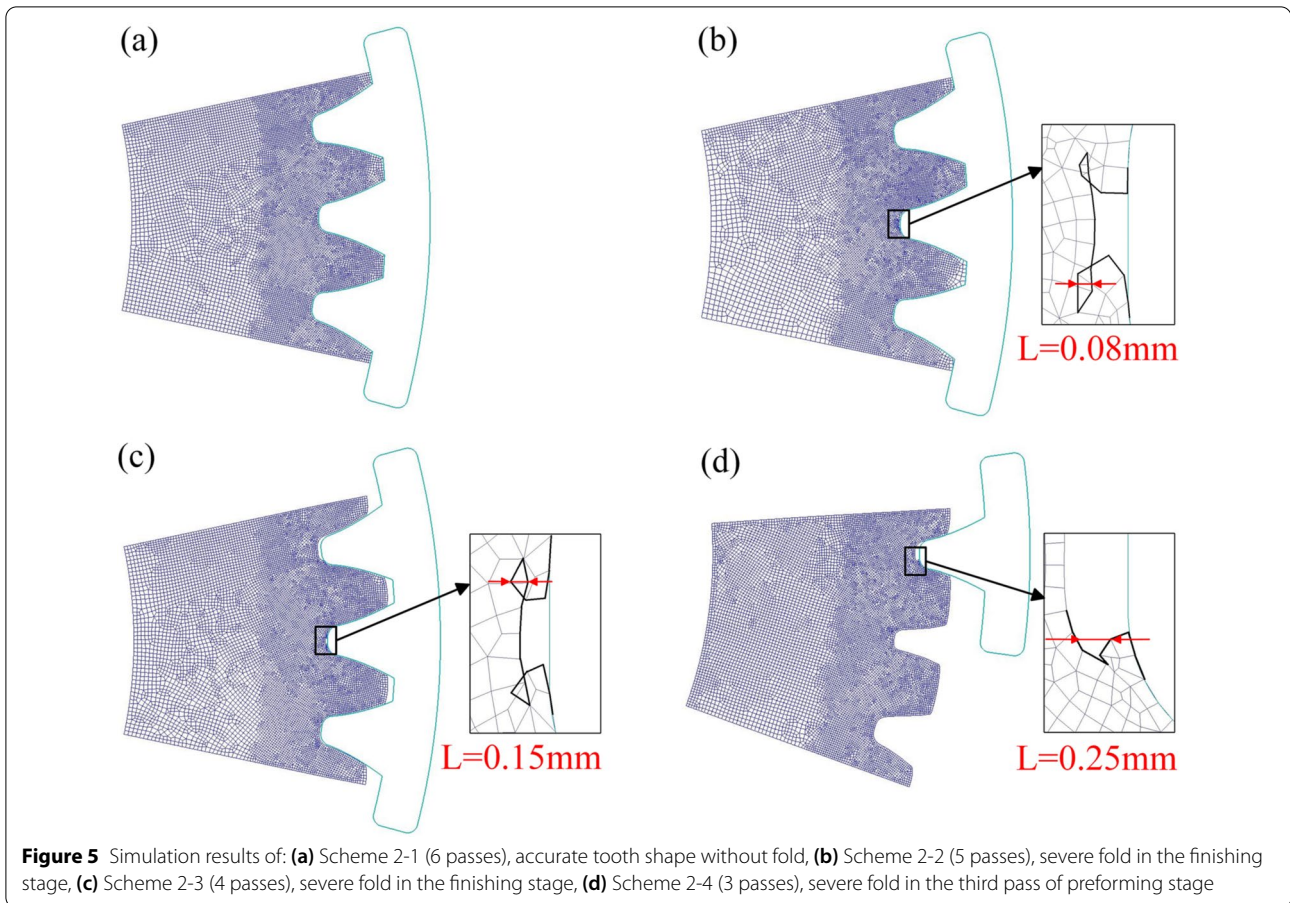 (a)
(b)
L=0.08mm
(c)
L=0.15mm
(d)
L=0.25mm
Figure 5 Simulation results of: (a) Scheme 2-1 (6 passes), accurate tooth shape without fold, (b) Scheme 2-2 (5 passes), severe fold in the finishing
stage, (c) Scheme 2-3 (4 passes), severe fold in the finishing stage, (d) Scheme 2-4 (3 passes), severe fold in the third pass of preforming stage